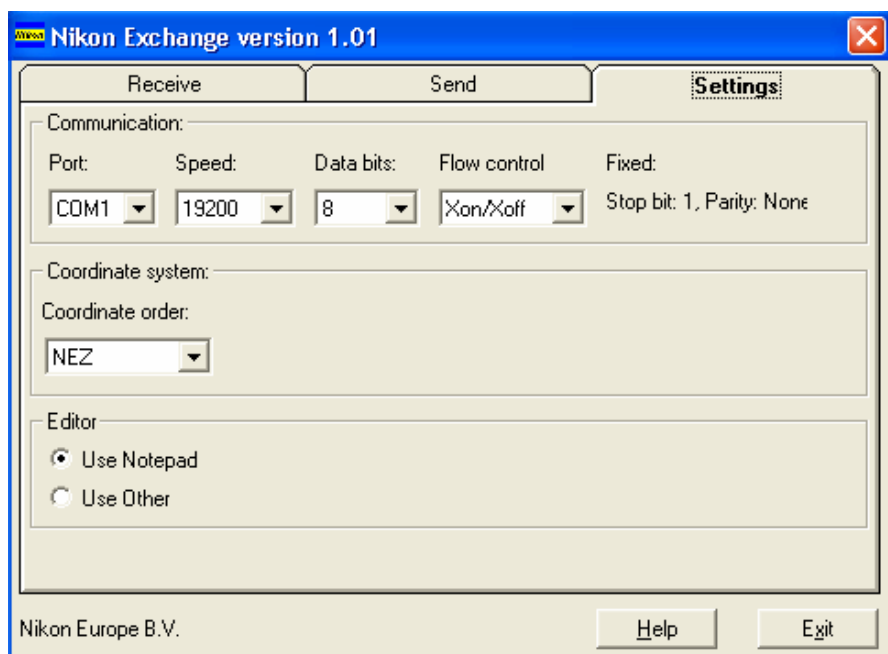 Nikon Nikon Exchange version 1.01
Receive Send Settings
Communication:
Port: Speed: Data bits: Flow control Fixed:
COM1 19200 8 Xon/Xoff Stop bit: 1, Parity: None
Coordinate system:
Coordinate order:
NEZ
Editor
Use Notepad
Use Other
Nikon Europe B.V. Help Exit